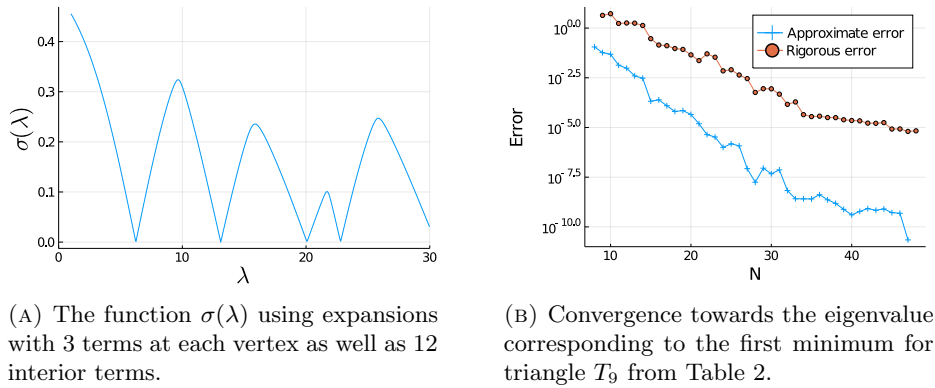 0.4
0.3
0.2
0.1
0.0
σ(λ)
0 10 20 30
λ
10^0.0
10^-2.5
10^-5.0
10^-7.5
10^-10.0
Error
Approximate error
Rigorous error
10 20 30 40
N
(A) The function σ(λ) using expansions
with 3 terms at each vertex as well as 12
interior terms.
(B) Convergence towards the eigenvalue
corresponding to the first minimum for
triangle T₉ from Table 2.